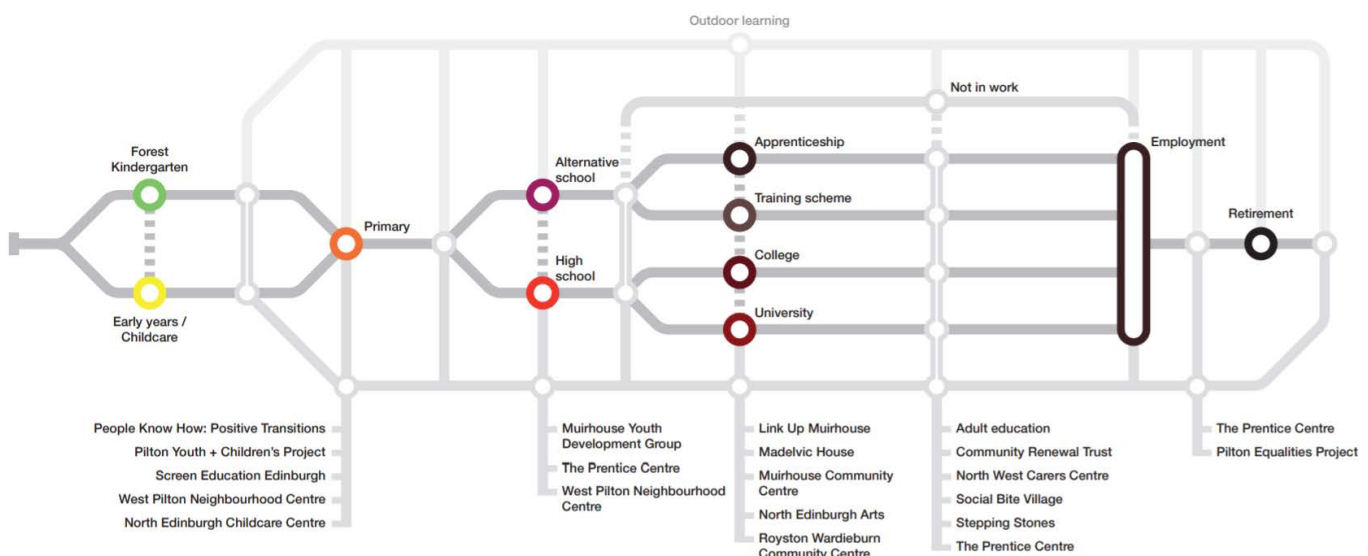 Outdoor learning
Not in work
Forest
Kindergarten
Alternative
school
Apprenticeship
Employment
Training scheme
Primary
Retirement
High
school
College
Early years /
Childcare
University
People Know How: Positive Transitions
Pilton Youth + Children's Project
Screen Education Edinburgh
West Pilton Neighbourhood Centre
North Edinburgh Childcare Centre
Muirhouse Youth
Development Group
The Prentice Centre
West Pilton Neighbourhood
Centre
Link Up Muirhouse
Madelvic House
Muirhouse Community
Centre
North Edinburgh Arts
Royston Wardieburn
Community Centre
Adult education
Community Renewal Trust
North West Carers Centre
Social Bite Village
Stepping Stones
The Prentice Centre
The Prentice Centre
Pilton Equalities Project